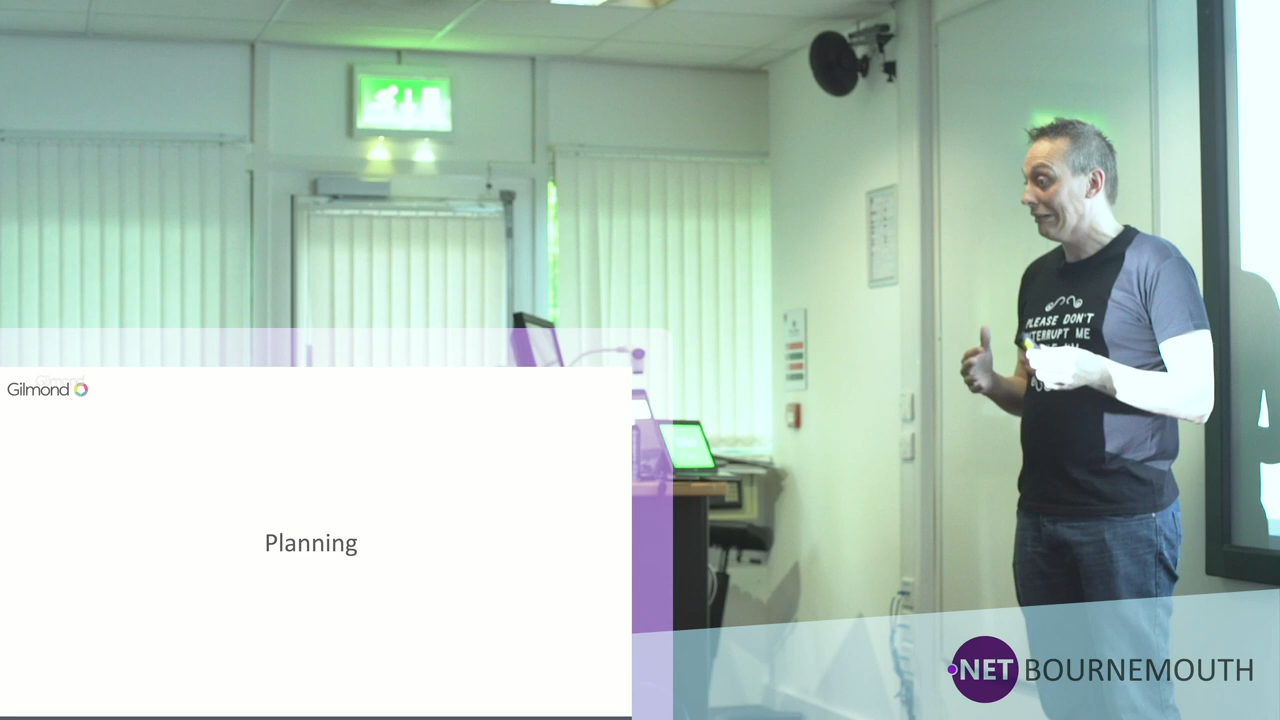 PLEASE DON'T
INTERRUPT ME
Gilmond
Planning
.NET BOURNEMOUTH